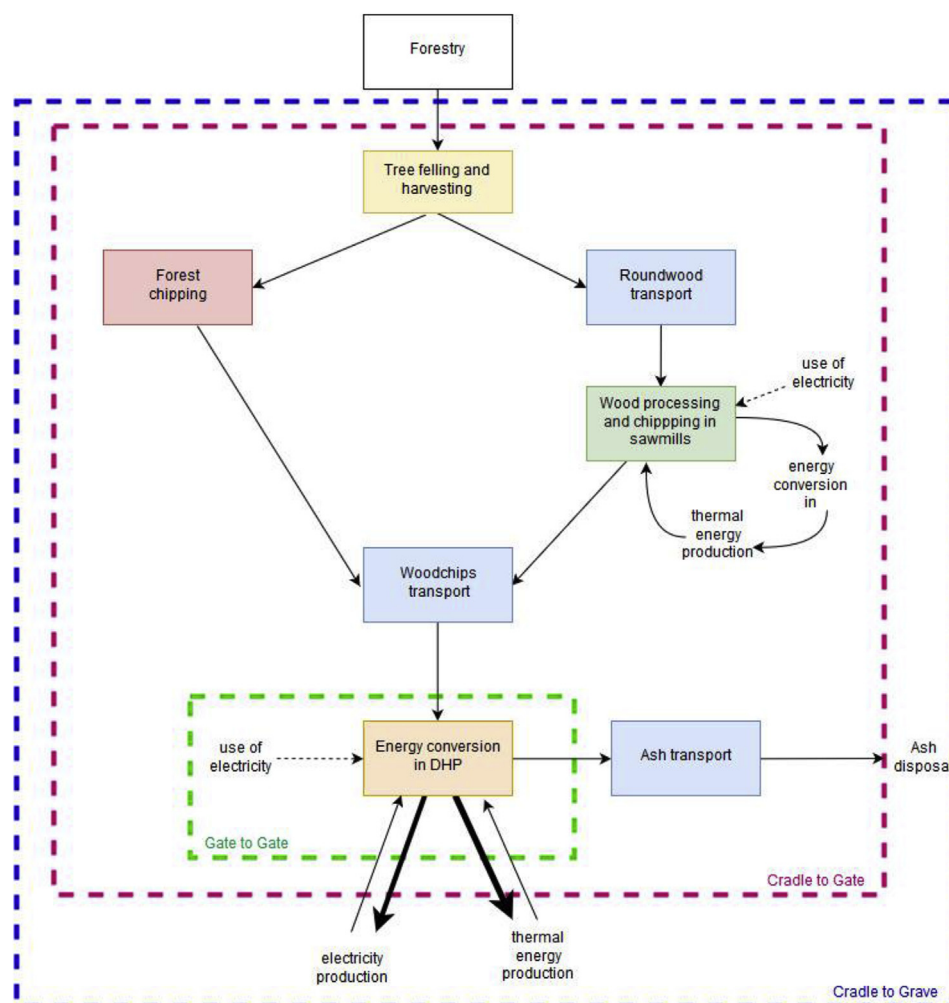 Forestry
Tree felling and
harvesting
Forest
chipping
Roundwood
transport
use of
electricity
Wood processing
and chippping in
sawmills
energy
conversion
in
thermal
energy
production
Woodchips
transport
use of
electricity
Energy conversion
in DHP
Ash transport
Ash
disposa
Gate to Gate
Cradle to Gate
electricity
production
thermal
energy
production
Cradle to Grave